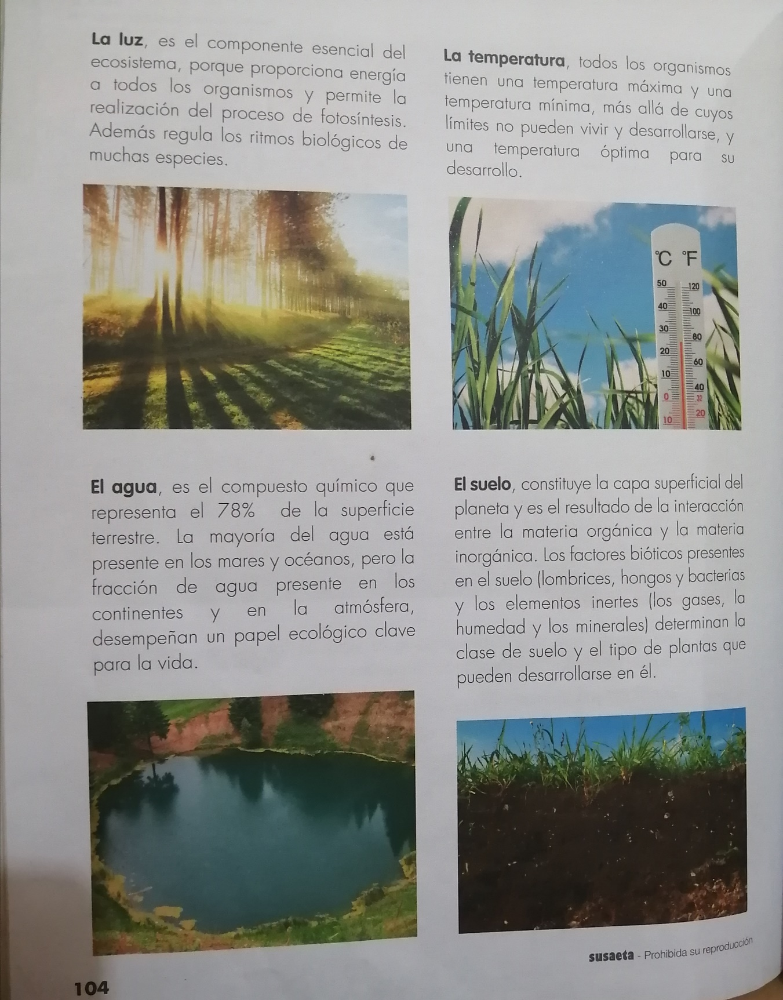 La luz, es el componente esencial del
ecosistema, porque proporciona energía
a todos los organismos y permite la
realización del proceso de fotosíntesis.
Además regula los ritmos biológicos de
muchas especies.
La temperatura, todos los organismos
tienen una temperatura máxima y una
temperatura mínima, más allá de cuyos
límites no pueden vivir y desarrollarse, y
una temperatura óptima para su
desarrollo.
°C °F
50 120
40 100
30 80
20 60
10 40
0 32
10 20
El agua, es el compuesto químico que
representa el 78% de la superficie
terrestre. La mayoría del agua está
presente en los mares y océanos, pero la
fracción de agua presente en los
continentes y en la atmósfera,
desempeñan un papel ecológico clave
para la vida.
El suelo, constituye la capa superficial del
planeta y es el resultado de la interacción
entre la materia orgánica y la materia
inorgánica. Los factores bióticos presentes
en el suelo (lombrices, hongos y bacterias
y los elementos inertes (los gases, la
humedad y los minerales) determinan la
clase de suelo y el tipo de plantas que
pueden desarrollarse en él.
susaeta - Prohibida su reproducción
104